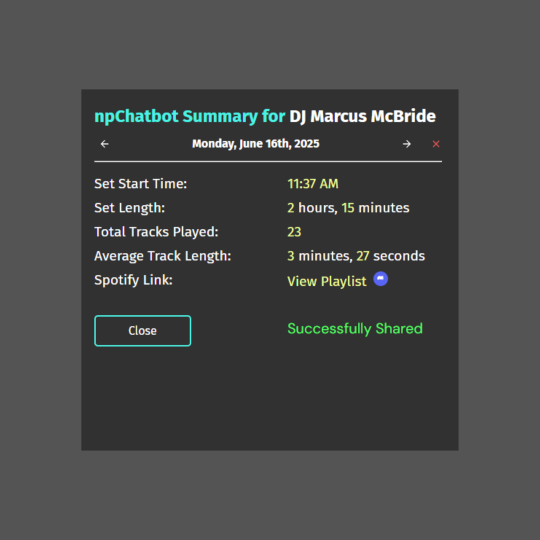 npChatbot Summary for DJ Marcus McBride
Monday, June 16th, 2025
Set Start Time: 11:37 AM
Set Length: 2 hours, 15 minutes
Total Tracks Played: 23
Average Track Length: 3 minutes, 27 seconds
Spotify Link: View Playlist
Close Successfully Shared